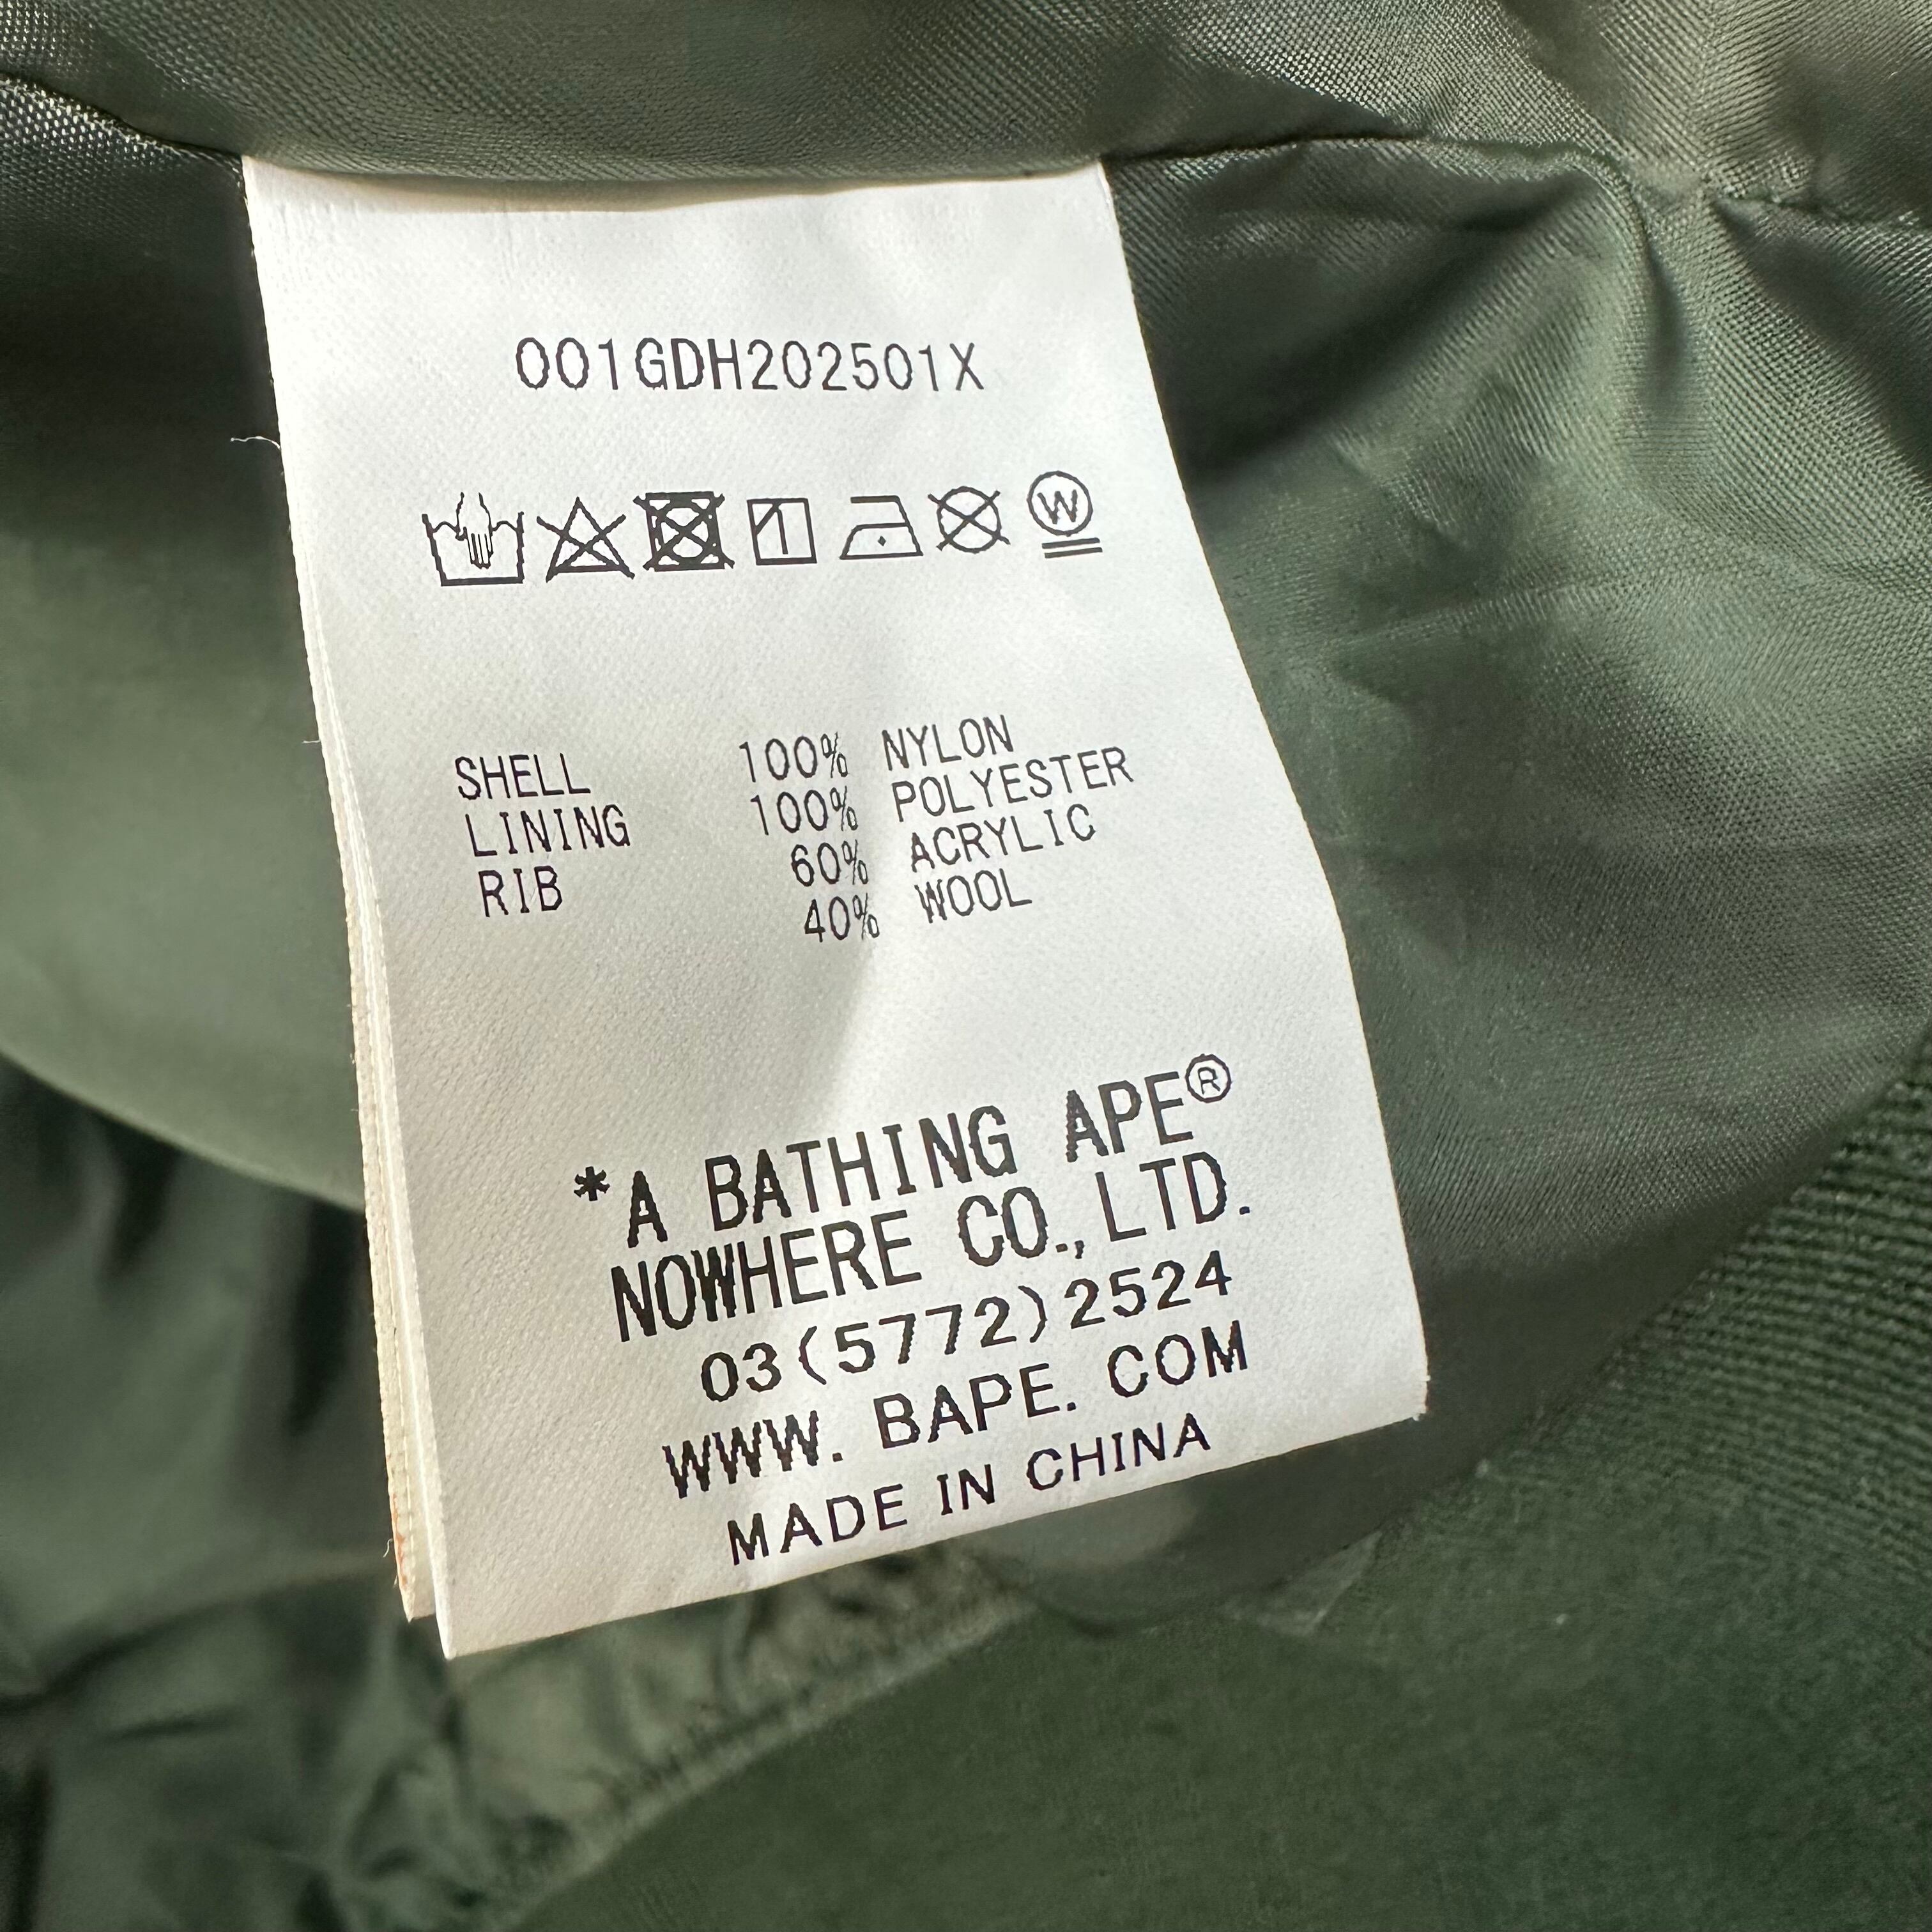 001GDH202501X
W
SHELL 100% NYLON
LINING 100% POLYESTER
RIB 60% ACRYLIC
40% WOOL
*A BATHING APE®
NOWHERE CO.,LTD.
03(5772)2524
WWW.BAPE.COM
MADE IN CHINA